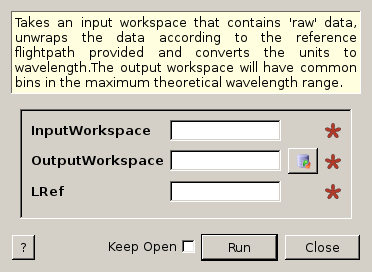 Takes an input workspace that contains 'raw' data,
unwraps the data according to the reference
flightpath provided and converts the units to
wavelength.The output workspace will have common
bins in the maximum theoretical wavelength range.
InputWorkspace
OutputWorkspace
LRef
? Keep Open Run Close